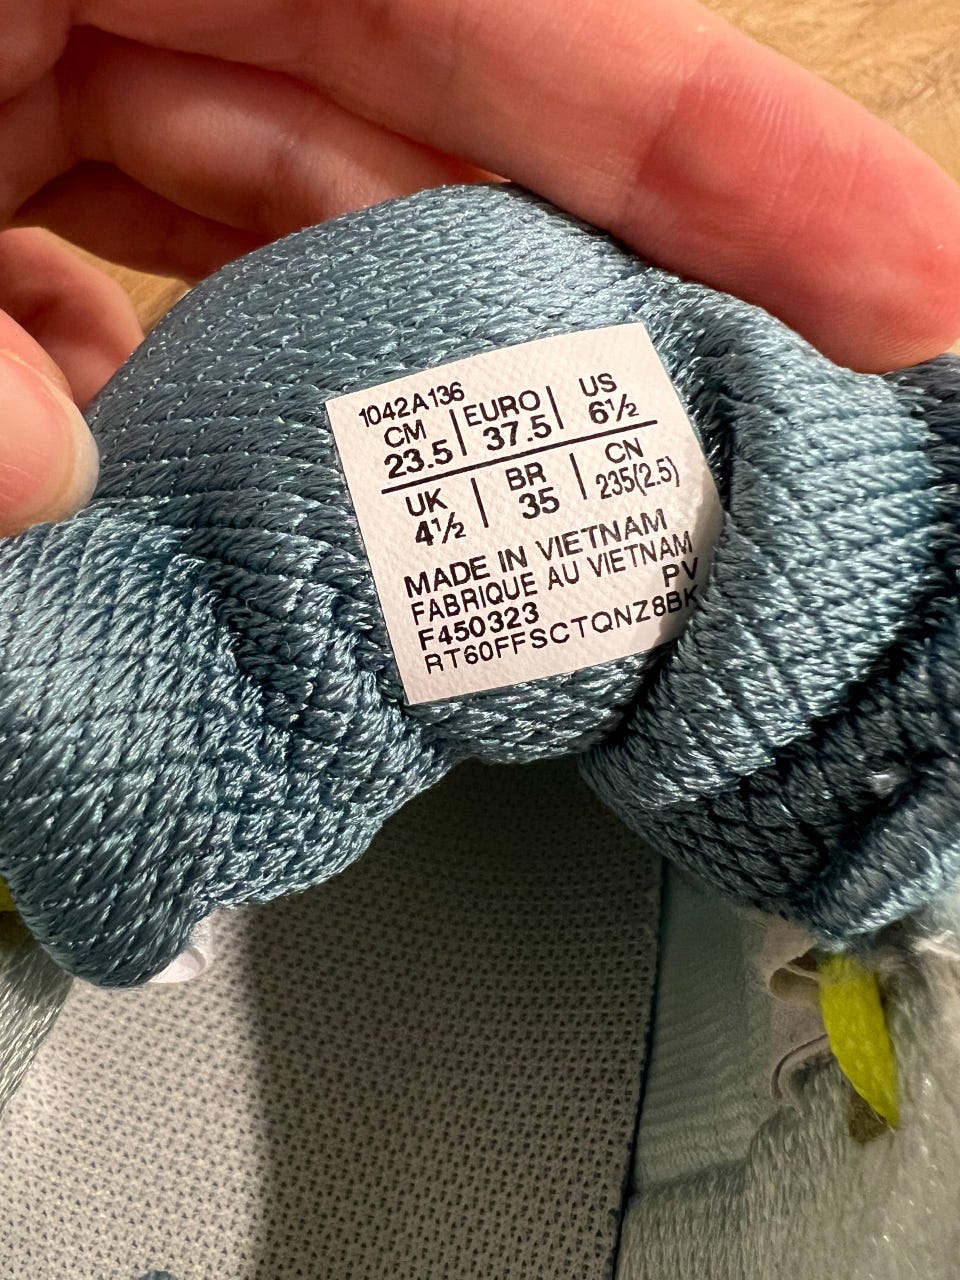 1042A136
CM | EURO | US
23.5 | 37.5 | 6½
UK | BR | CN
4½ | 35 | 235(2.5)
MADE IN VIETNAM
FABRIQUE AU VIETNAM
F450323 PV
RT60FFSCTQNZ8BK